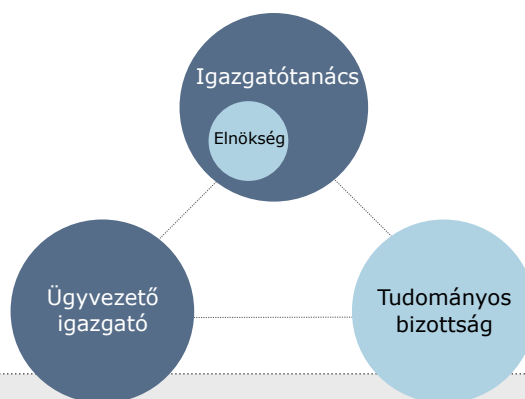 Igazgatótanács
Elnökség
Ügyvezető
igazgató
Tudományos
bizottság